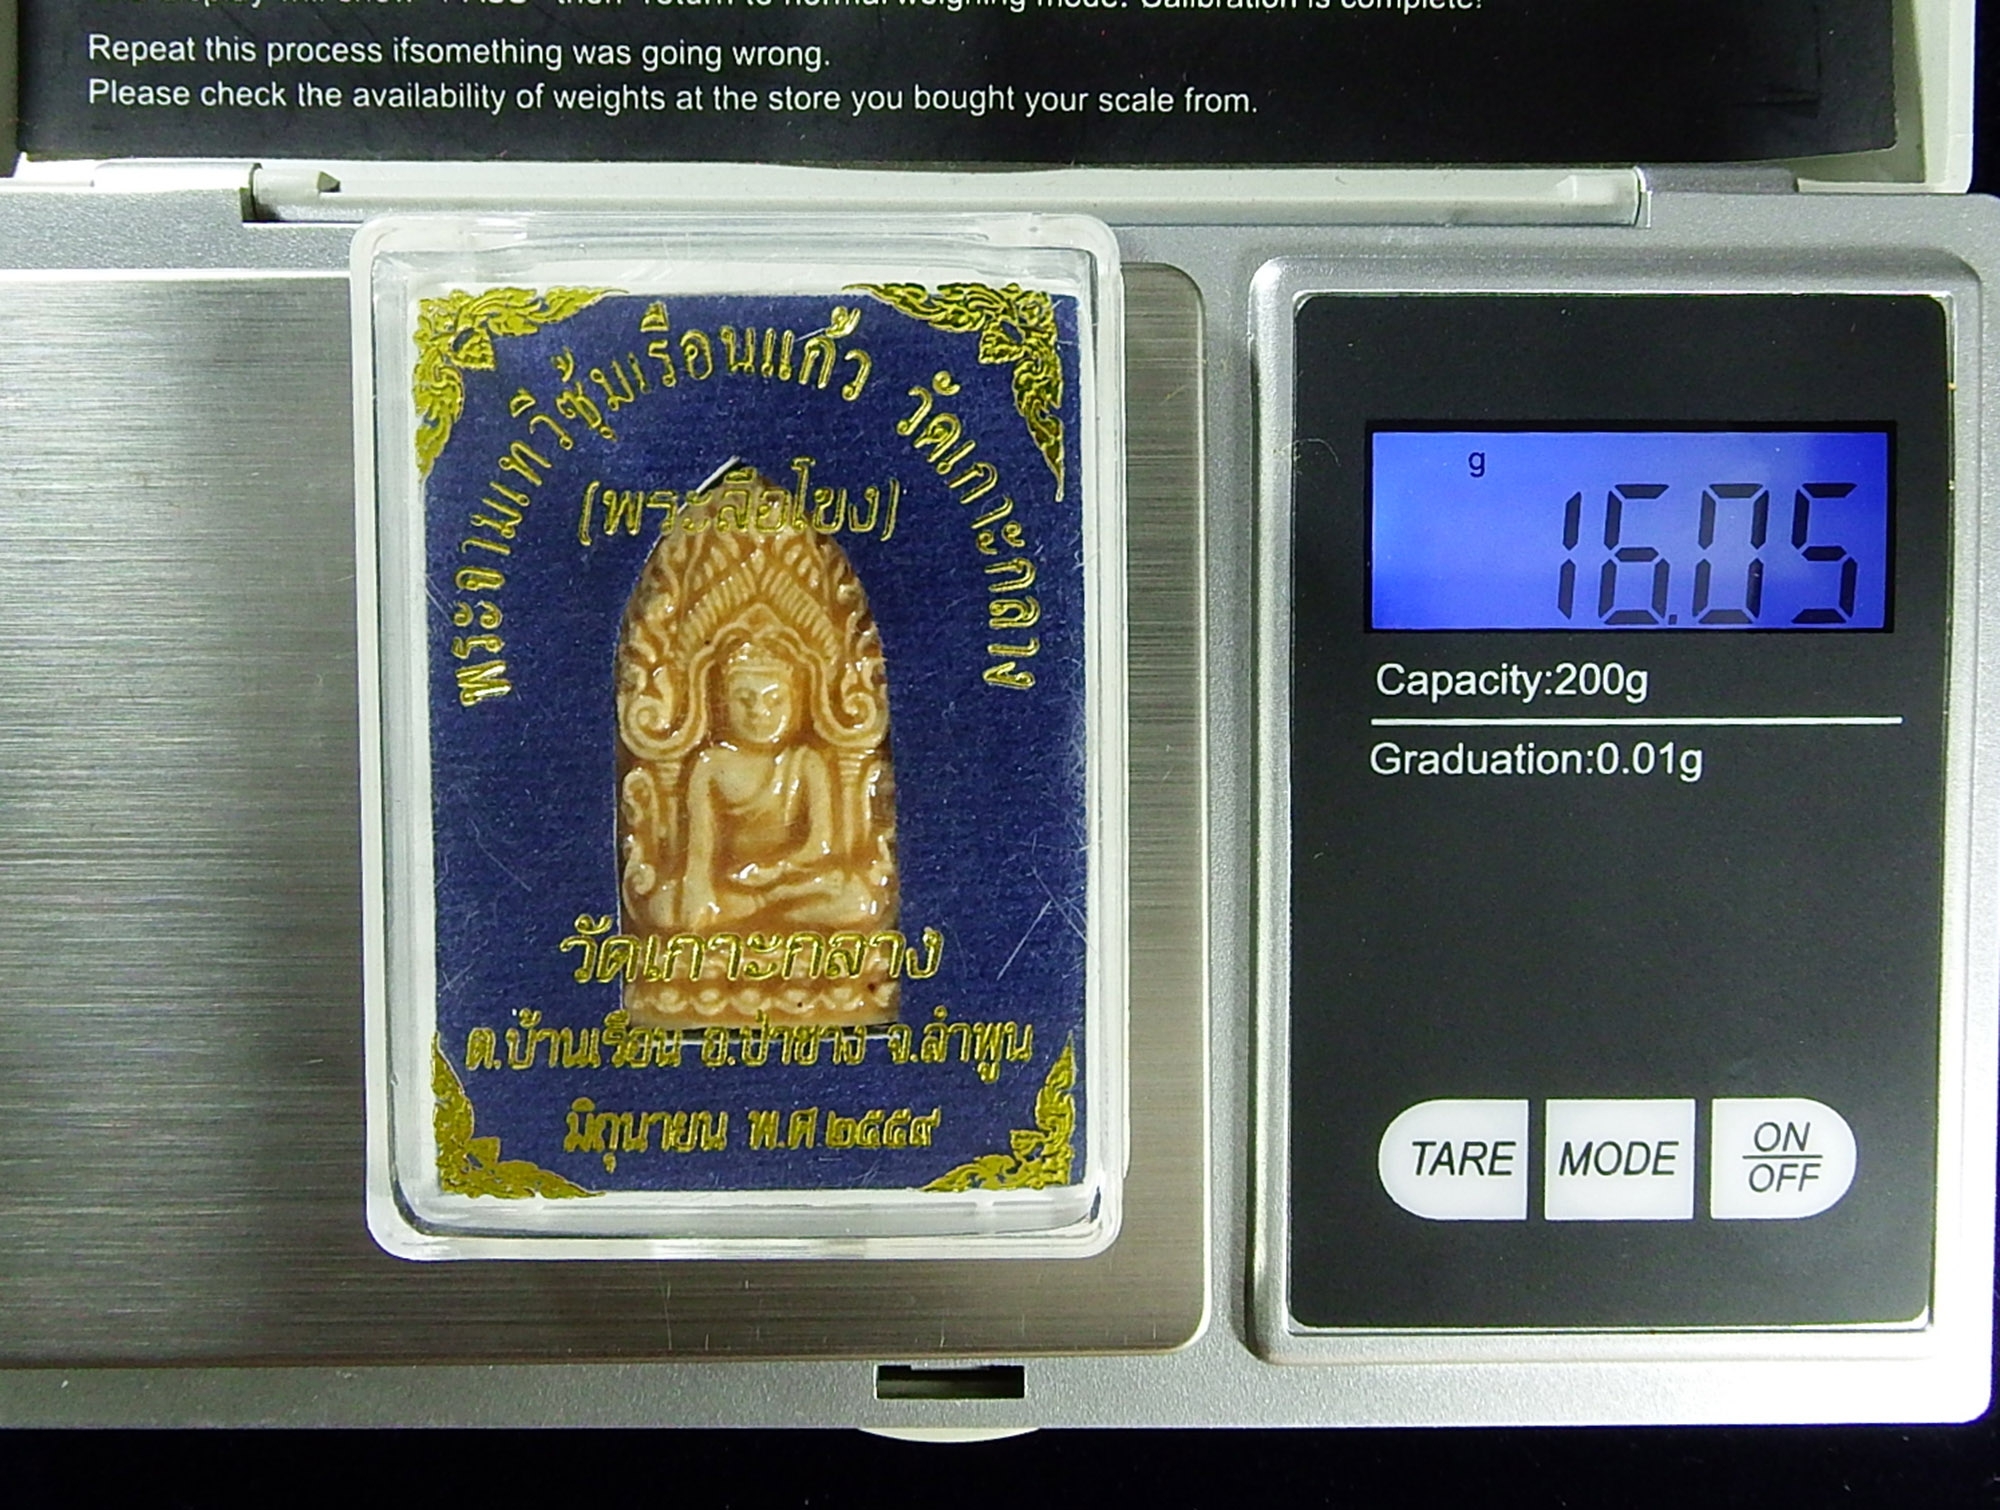 Repeat this process ifsomething was going wrong.
Please check the availability of weights at the store you bought your scale from.
พระจามเทวีซุ้มเรือนแก้ว วัดเกาะกลาง
(พระลือโขง)
วัดเกาะกลาง
ต.บ้านเรือน อ.ป่าซาง จ.ลำพูน
มิถุนายน พ.ศ ๒๕๕๙
g
16.05
Capacity:200g
Graduation:0.01g
TARE
MODE
ON
OFF